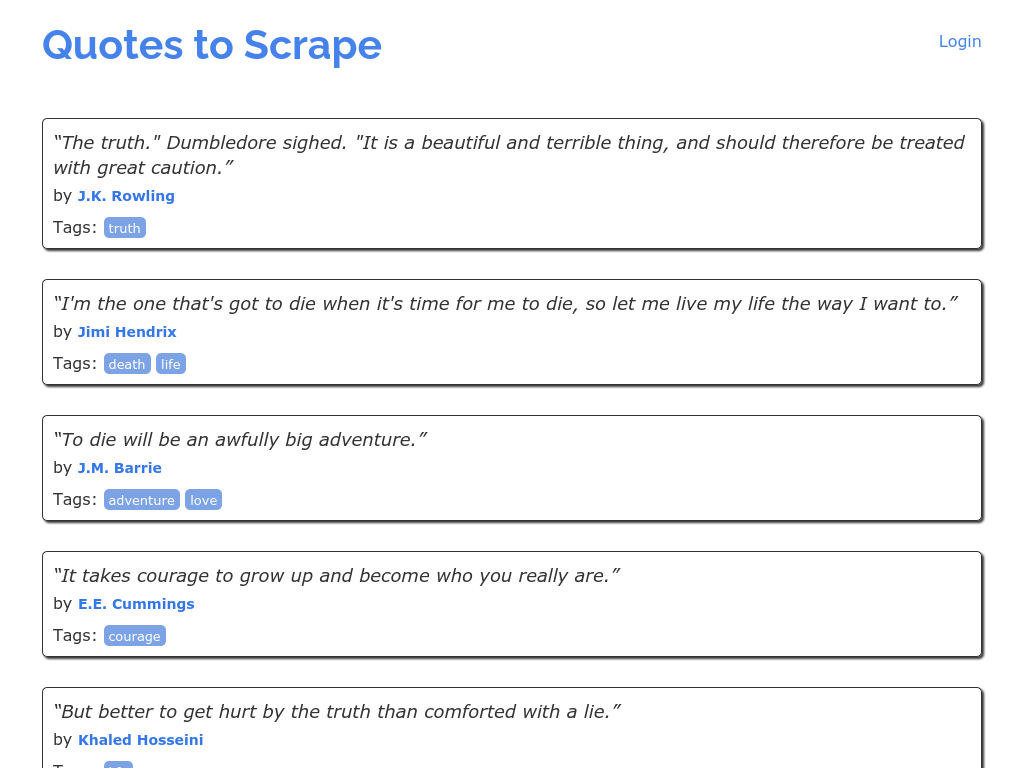 Quotes to Scrape
Login
“The truth." Dumbledore sighed. "It is a beautiful and terrible thing, and should therefore be treated
with great caution.”
by J.K. Rowling
Tags: truth
“I'm the one that's got to die when it's time for me to die, so let me live my life the way I want to.”
by Jimi Hendrix
Tags: death life
“To die will be an awfully big adventure.”
by J.M. Barrie
Tags: adventure love
“It takes courage to grow up and become who you really are.”
by E.E. Cummings
Tags: courage
“But better to get hurt by the truth than comforted with a lie.”
by Khaled Hosseini